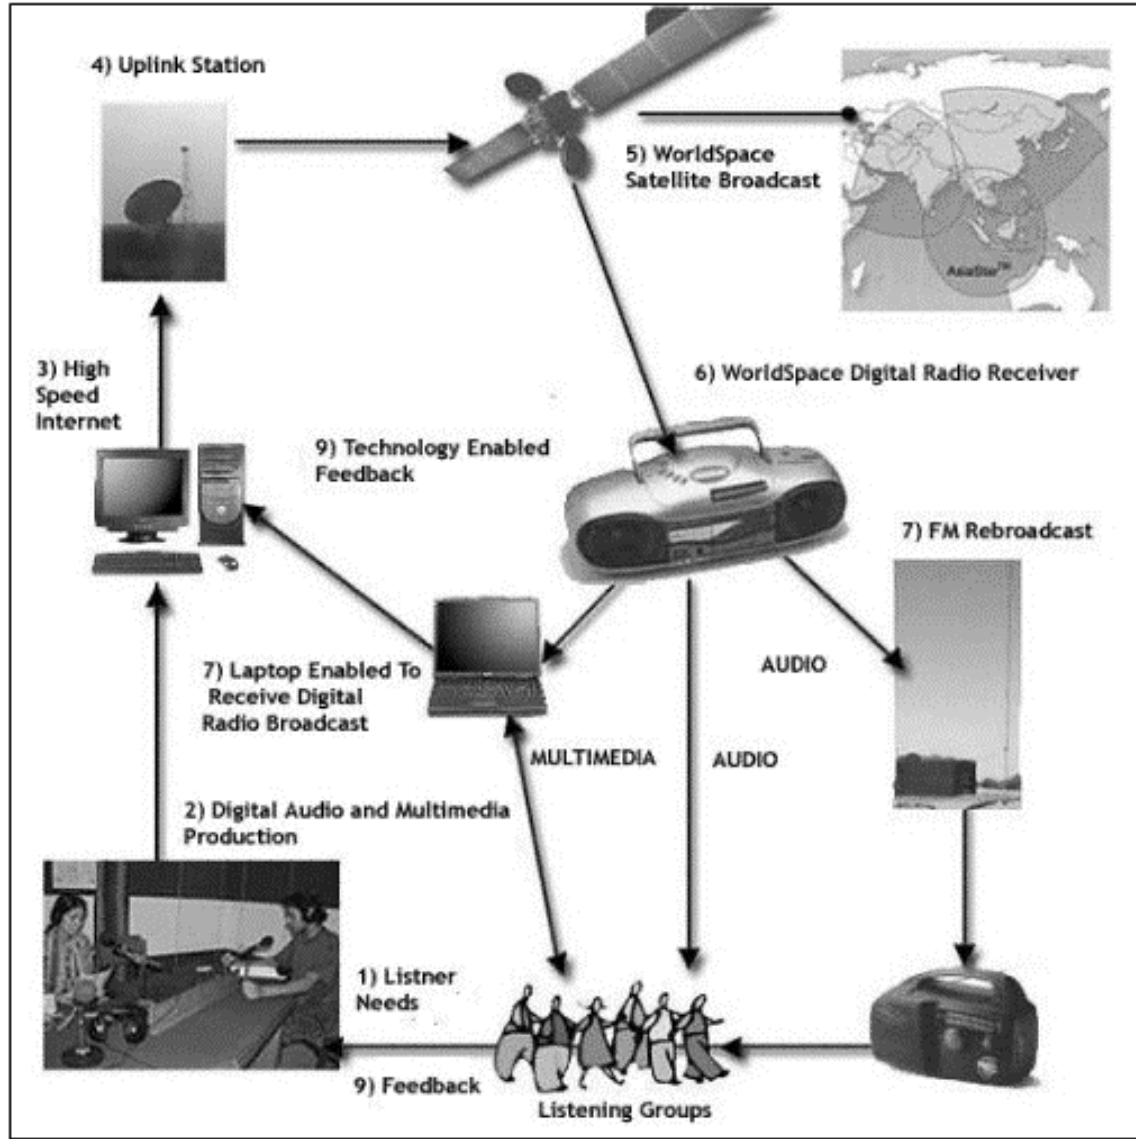 4) Uplink Station
5) WorldSpace
Satellite Broadcast
AsiaStar™
3) High
Speed
Internet
6) WorldSpace Digital Radio Receiver
9) Technology Enabled
Feedback
7) FM Rebroadcast
7) Laptop Enabled To
Receive Digital
Radio Broadcast
AUDIO
MULTIMEDIA
AUDIO
2) Digital Audio and Multimedia
Production
1) Listner
Needs
9) Feedback
Listening Groups